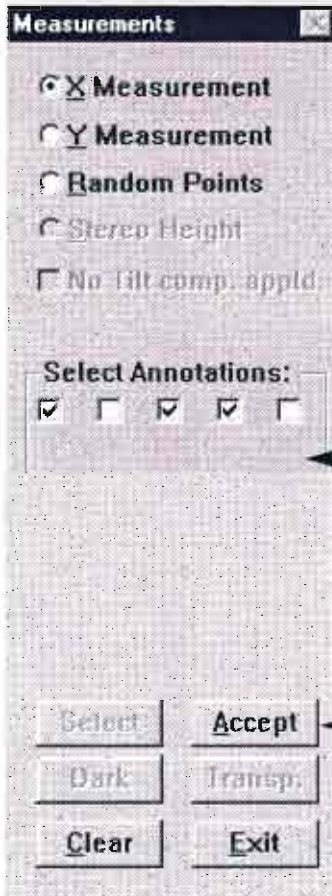 Measurements
X Measurement
Y Measurement
Random Points
Stereo Height
No Tilt comp. appld
Select Annotations:
Select Accept
Dark Transp.
Clear Exit